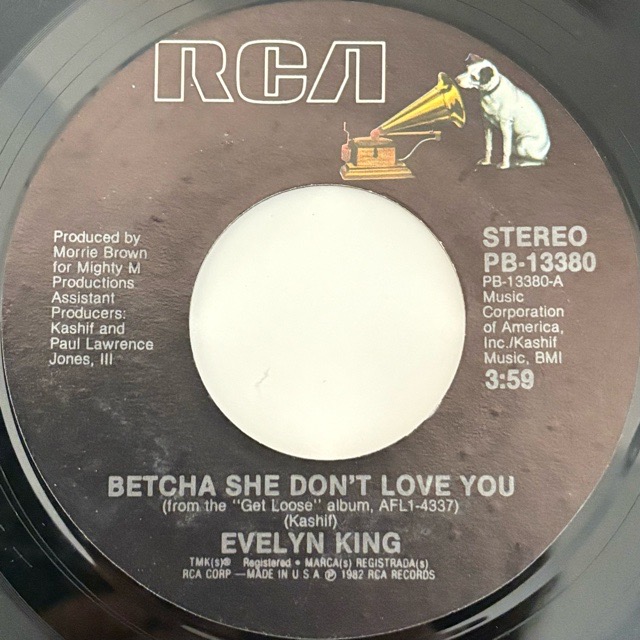 RCA
Produced by
Morrie Brown
for Mighty M
Productions
Assistant
Producers:
Kashif and
Paul Lawrence
Jones, III
STEREO
PB-13380
PB-13380-A
Music
Corporation
of America,
Inc./Kashif
Music, BMI
3:59
BETCHA SHE DON'T LOVE YOU
(from the "Get Loose" album, AFL1-4337)
(Kashif)
EVELYN KING
TMK(s)® Registered • MARCA(s) REGISTRADA(s)
RCA CORP —MADE IN U S A ℗ 1982 RCA RECORDS